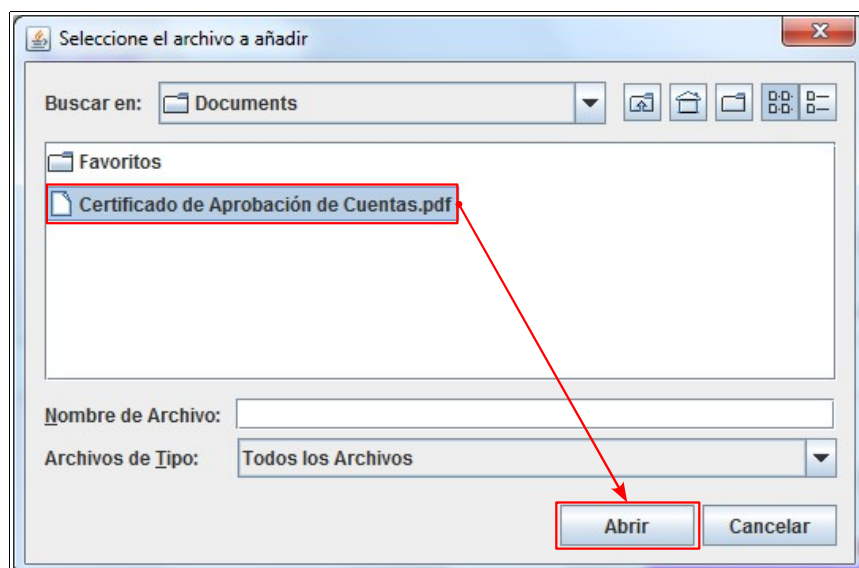 Seleccione el archivo a añadir
Buscar en: Documents
Favoritos
Certificado de Aprobación de Cuentas.pdf
Nombre de Archivo:
Archivos de Tipo: Todos los Archivos
Abrir Cancelar